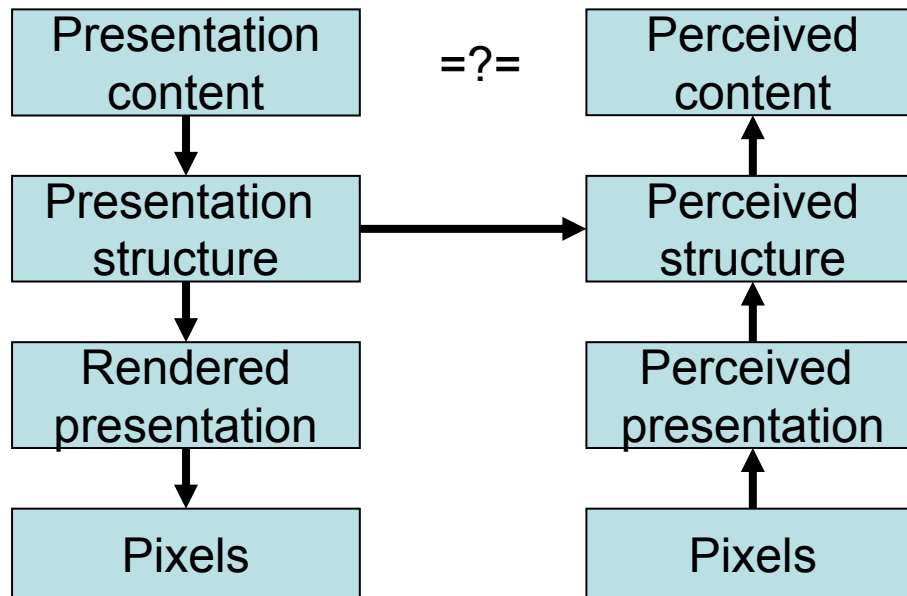 Presentation
content
=?=
Perceived
content
Presentation
structure
Perceived
structure
Rendered
presentation
Perceived
presentation
Pixels
Pixels